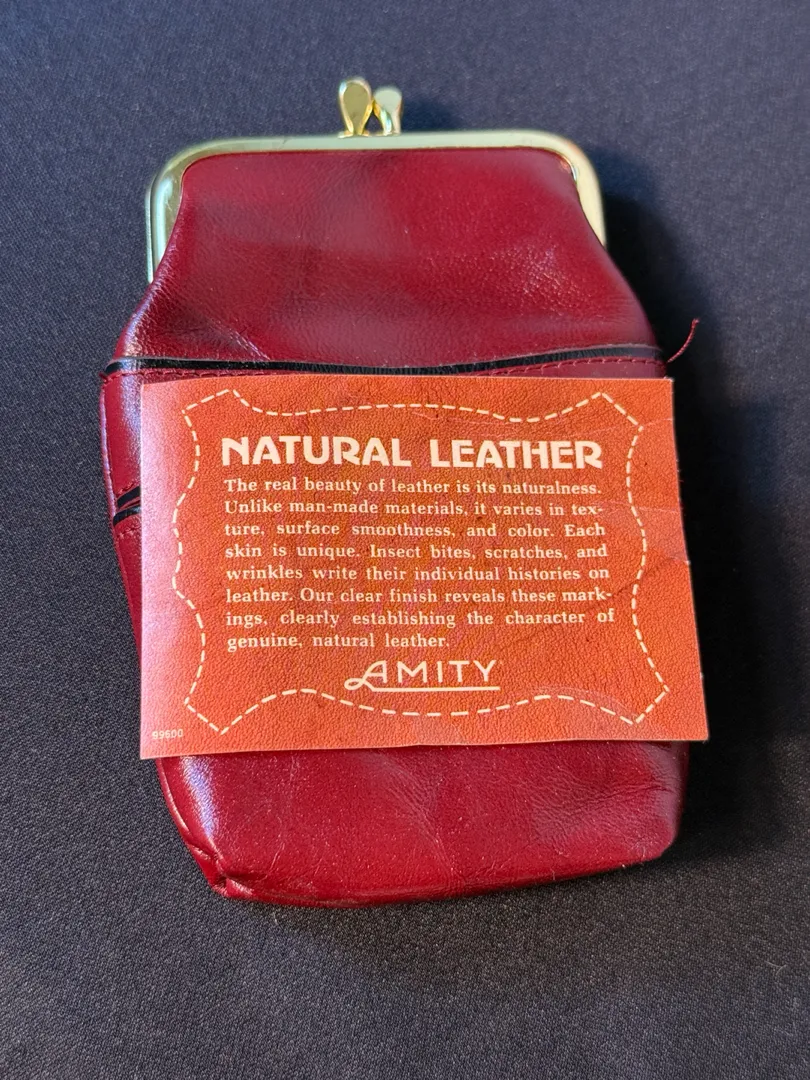 NATURAL LEATHER
The real beauty of leather is its naturalness.
Unlike man-made materials, it varies in tex-
ture, surface smoothness, and color. Each
skin is unique. Insect bites, scratches, and
wrinkles write their individual histories on
leather. Our clear finish reveals these mark-
ings, clearly establishing the character of
genuine, natural leather.
AMITY
99600